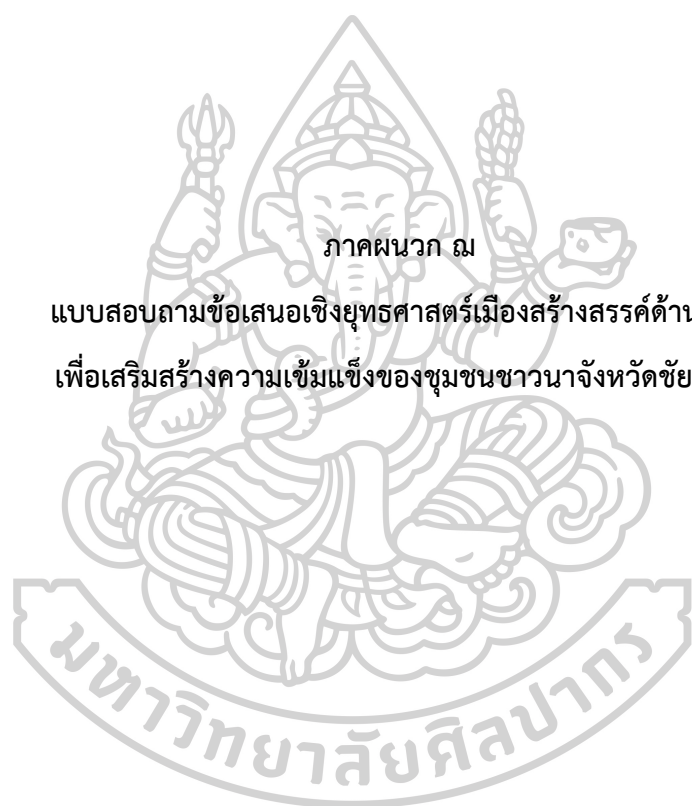 ภาคผนวก ฌ
แบบสอบถามข้อเสนอเชิงยุทธศาสตร์เมืองสร้างสรรค์ด้าน
เพื่อเสริมสร้างความเข้มแข็งของชุมชนชาวนาจังหวัดชัย
มหาวิทยาลัยศิลปากร